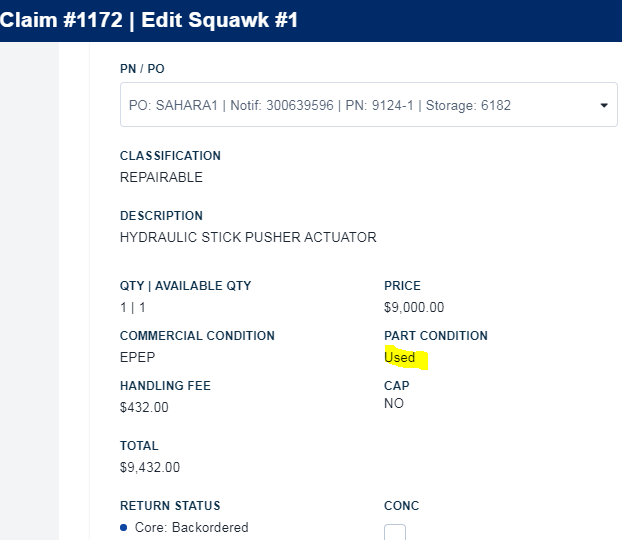 Claim #1172 | Edit Squawk #1
PN / PO
PO: SAHARA1 | Notif: 300639596 | PN: 9124-1 | Storage: 6182
CLASSIFICATION
REPAIRABLE
DESCRIPTION
HYDRAULIC STICK PUSHER ACTUATOR
QTY | AVAILABLE QTY
1 | 1
PRICE
$9,000.00
COMMERCIAL CONDITION
EPEP
PART CONDITION
Used
HANDLING FEE
$432.00
CAP
NO
TOTAL
$9,432.00
RETURN STATUS
Core: Backordered
CONC